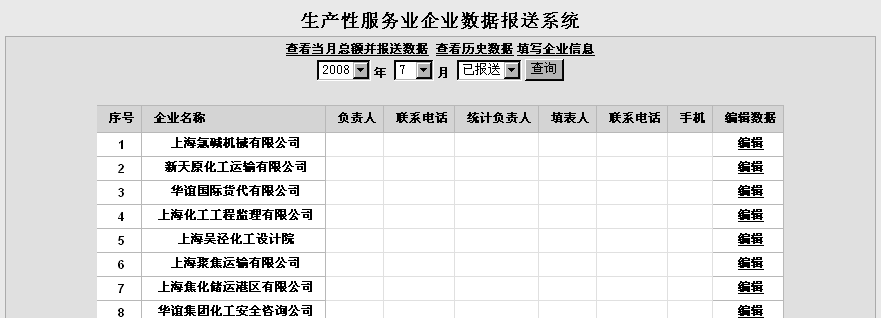 生产性服务业企业数据报送系统
查看当月总额并报送数据 查看历史数据 填写企业信息
2008 年 7 月 已报送 查询
序号 企业名称 负责人 联系电话 统计负责人 填表人 联系电话 手机 编辑数据
1 上海氯碱机械有限公司 编辑
2 新天原化工运输有限公司 编辑
3 华谊国际货代有限公司 编辑
4 上海化工工程监理有限公司 编辑
5 上海吴泾化工设计院 编辑
6 上海聚焦运输有限公司 编辑
7 上海焦化储运港区有限公司 编辑
8 华谊集团化工安全咨询公司 编辑